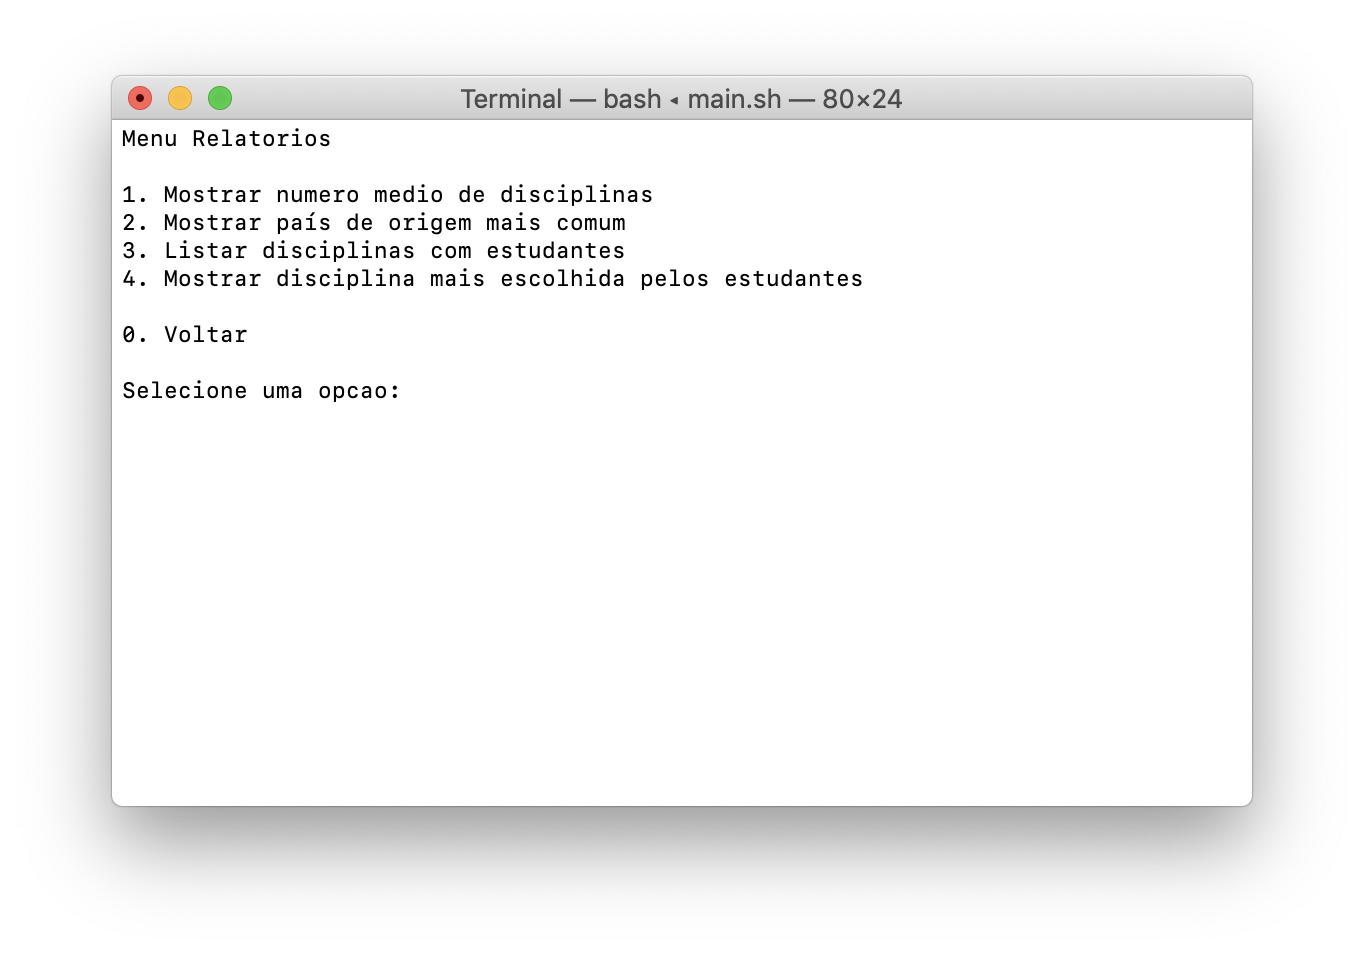 Terminal — bash ◂ main.sh — 80×24
Menu Relatorios
1. Mostrar numero medio de disciplinas
2. Mostrar país de origem mais comum
3. Listar disciplinas com estudantes
4. Mostrar disciplina mais escolhida pelos estudantes
0. Voltar
Selecione uma opcao: